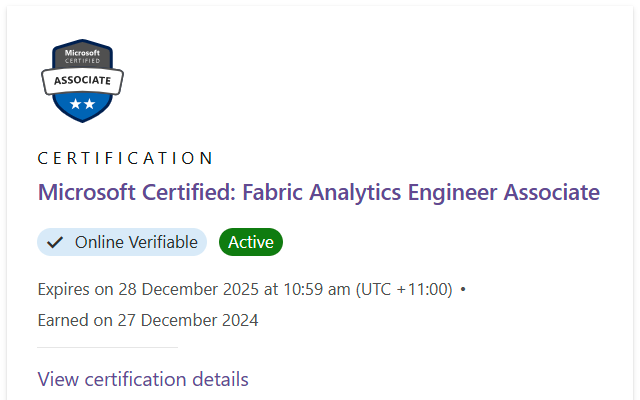 Microsoft
CERTIFIED
ASSOCIATE
CERTIFICATION
Microsoft Certified: Fabric Analytics Engineer Associate
Online Verifiable
Active
Expires on 28 December 2025 at 10:59 am (UTC +11:00) •
Earned on 27 December 2024
View certification details